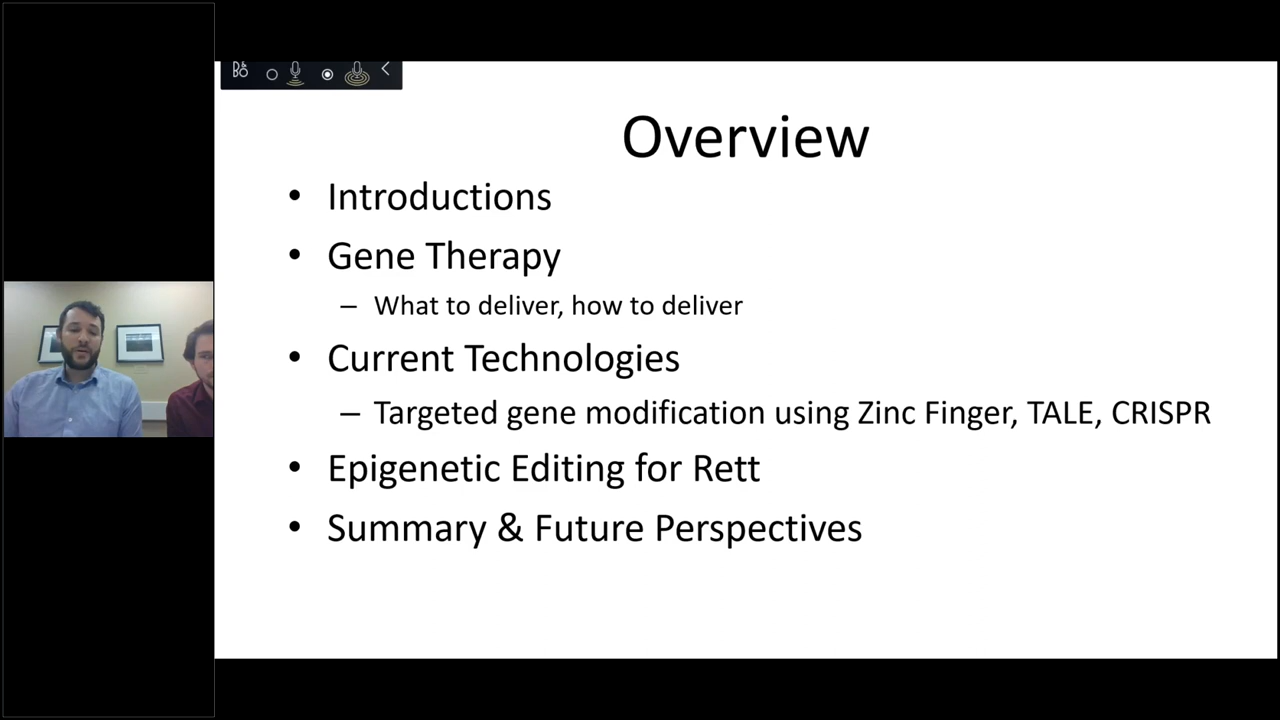 Overview
• Introductions
• Gene Therapy
– What to deliver, how to deliver
• Current Technologies
– Targeted gene modification using Zinc Finger, TALE, CRISPR
• Epigenetic Editing for Rett
• Summary & Future Perspectives